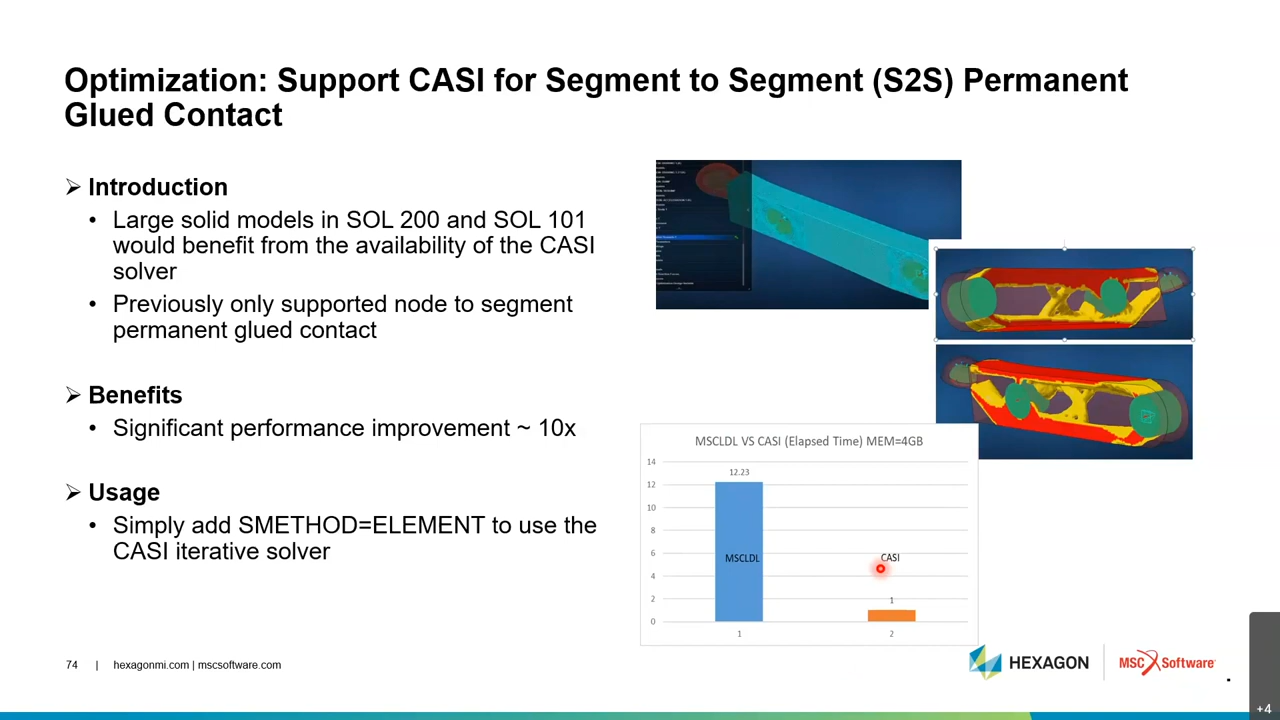 Optimization: Support CASI for Segment to Segment (S2S) Permanent
Glued Contact
➢ Introduction
• Large solid models in SOL 200 and SOL 101
would benefit from the availability of the CASI
solver
• Previously only supported node to segment
permanent glued contact
➢ Benefits
• Significant performance improvement ~ 10x
➢ Usage
• Simply add SMETHOD=ELEMENT to use the
CASI iterative solver
MSCLDL VS CASI (Elapsed Time) MEM=4GB
14
12
10
8
6
4
2
0
12.23
MSCLDL
CASI
1
1
2
74 | hexagonmi.com | mscsoftware.com
HEXAGON
MSC Software
+4